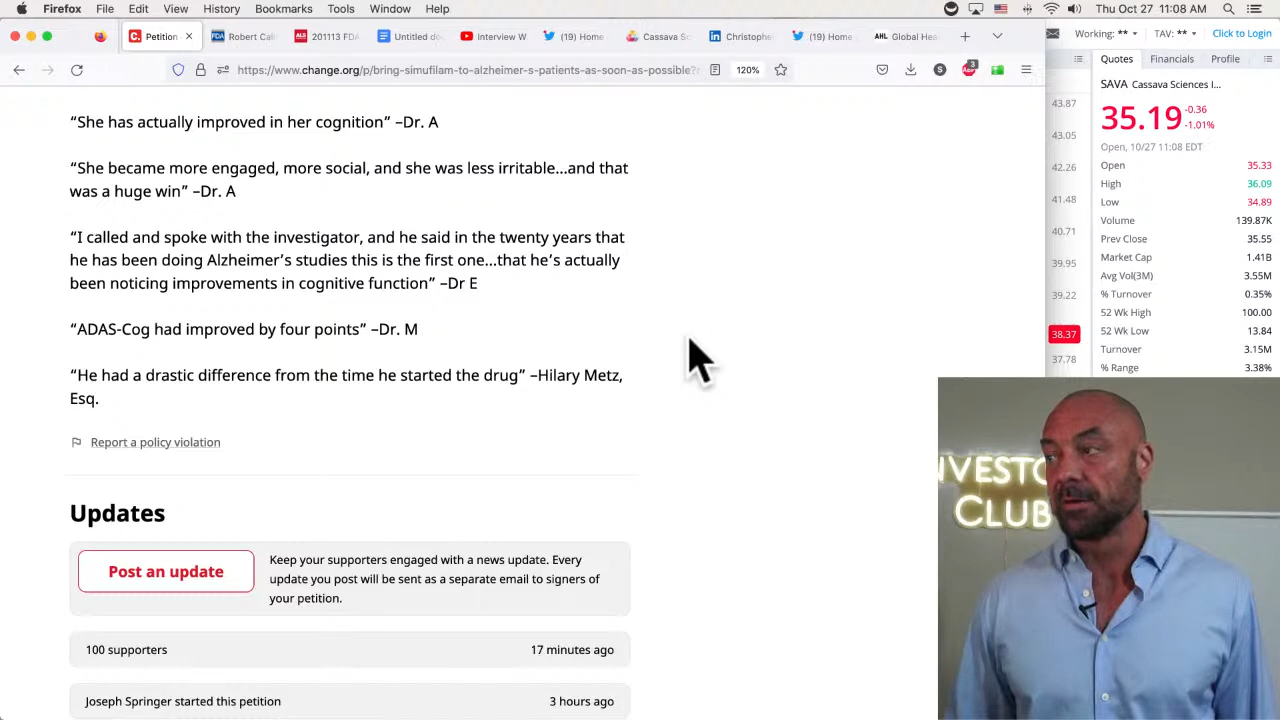 Firefox File Edit View History Bookmarks Tools Window Help
Thu Oct 27 11:08 AM
Petition
Robert Cali
201113 FD
Untitled do
Interview W
(19) Home
Cassava Sc
Christophe
(19) Home
AHL Global Hea
Working: **
TAV: **
Click to Login
https://www.change.org/p/bring-simufilam-to-alzheimer-s-patients-as-soon-as-possible?r
120%
S
3
“She has actually improved in her cognition” –Dr. A
“She became more engaged, more social, and she was less irritable...and that
was a huge win” –Dr. A
“I called and spoke with the investigator, and he said in the twenty years that
he has been doing Alzheimer’s studies this is the first one...that he’s actually
been noticing improvements in cognitive function” –Dr E
“ADAS-Cog had improved by four points” –Dr. M
“He had a drastic difference from the time he started the drug” –Hilary Metz,
Esq.
Report a policy violation
Updates
Post an update
Keep your supporters engaged with a news update. Every
update you post will be sent as a separate email to signers of
your petition.
100 supporters 17 minutes ago
Joseph Springer started this petition 3 hours ago
43.87
43.05
42.26
41.48
40.71
39.95
39.22
38.37
37.78
Quotes Financials Profile
SAVA Cassava Sciences I...
35.19 -0.36
-1.01%
Open, 10/27 11:08 EDT
Open 35.33
High 36.09
Low 34.89
Volume 139.87K
Prev Close 35.55
Market Cap 1.41B
Avg Vol(3M) 3.55M
% Turnover 0.35%
52 Wk High 100.00
52 Wk Low 13.84
Turnover 3.15M
% Range 3.38%
INVESTO
CLUB